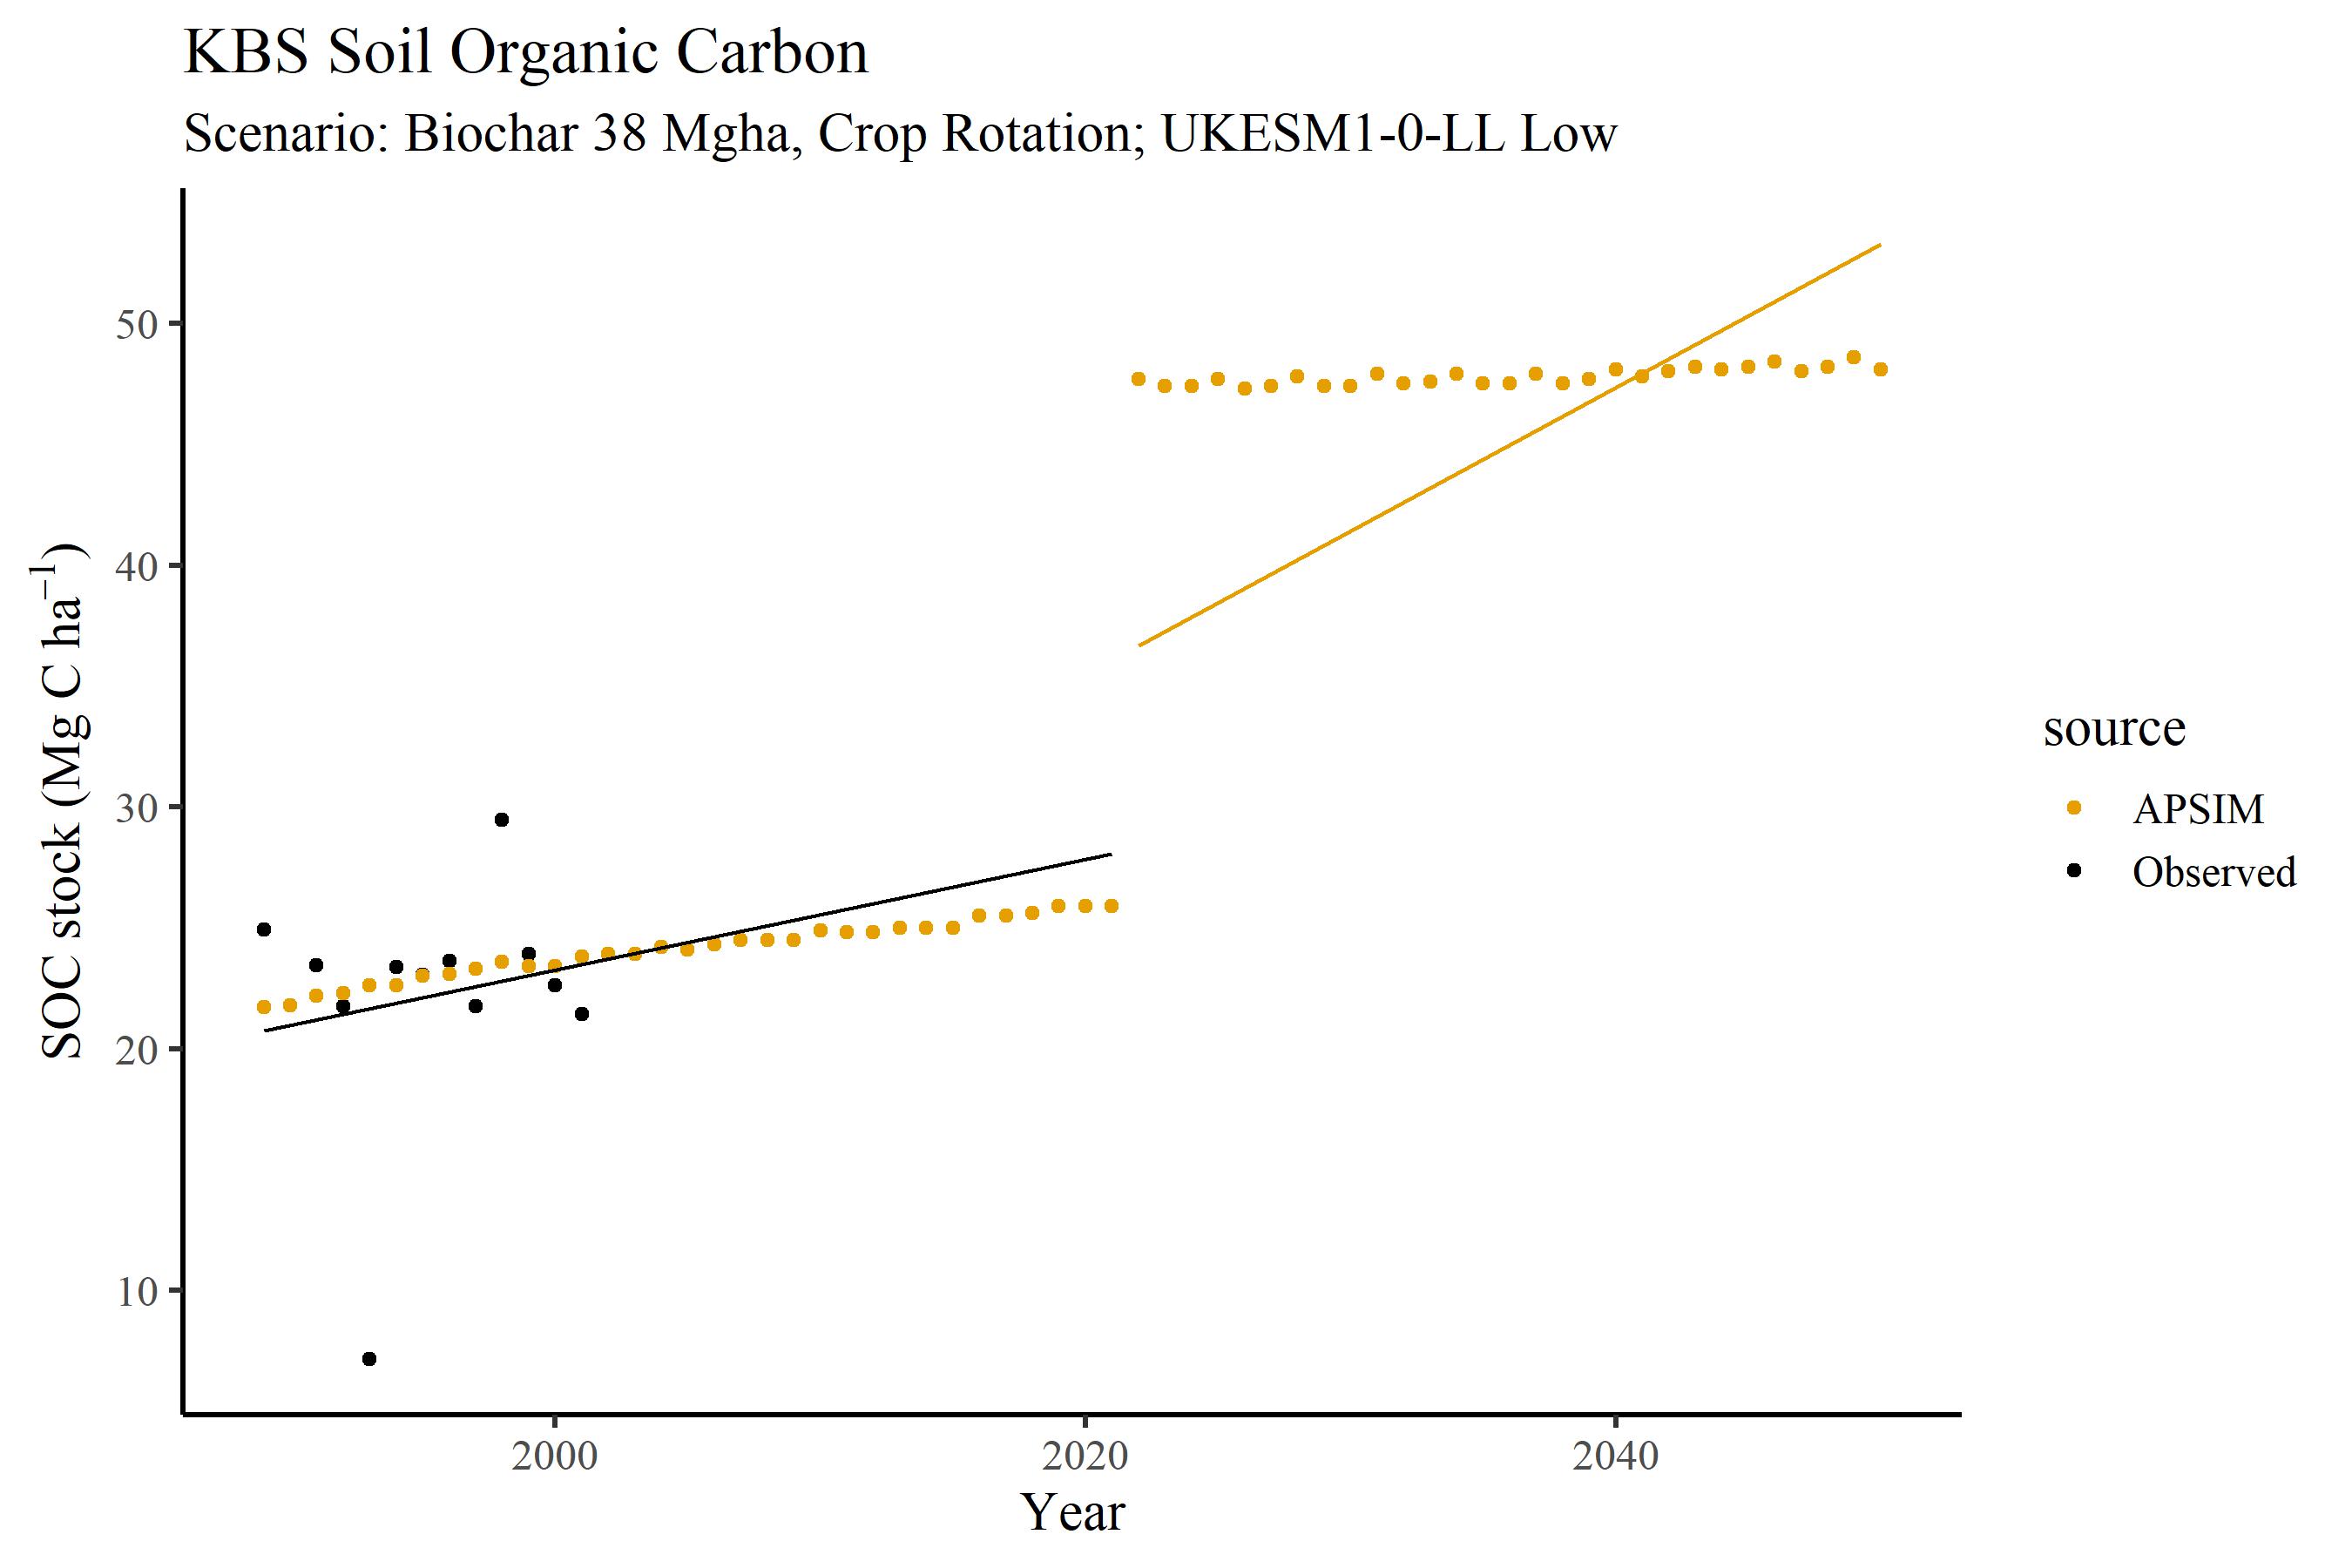 KBS Soil Organic Carbon
Scenario: Biochar 38 Mgha, Crop Rotation; UKESM1-0-LL Low
SOC stock (Mg C ha⁻¹)
50
40
30
20
10
2000
2020
2040
Year
source
APSIM
Observed